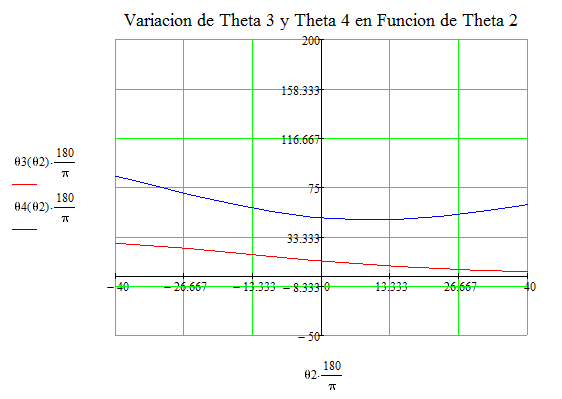 Variacion de Theta 3 y Theta 4 en Funcion de Theta 2
200
158.333
116.667
75
33.333
−8.333
−50
θ3(θ2)·180/π
θ4(θ2)·180/π
−40 −26.667 −13.333 0 13.333 26.667 40
θ2·180/π